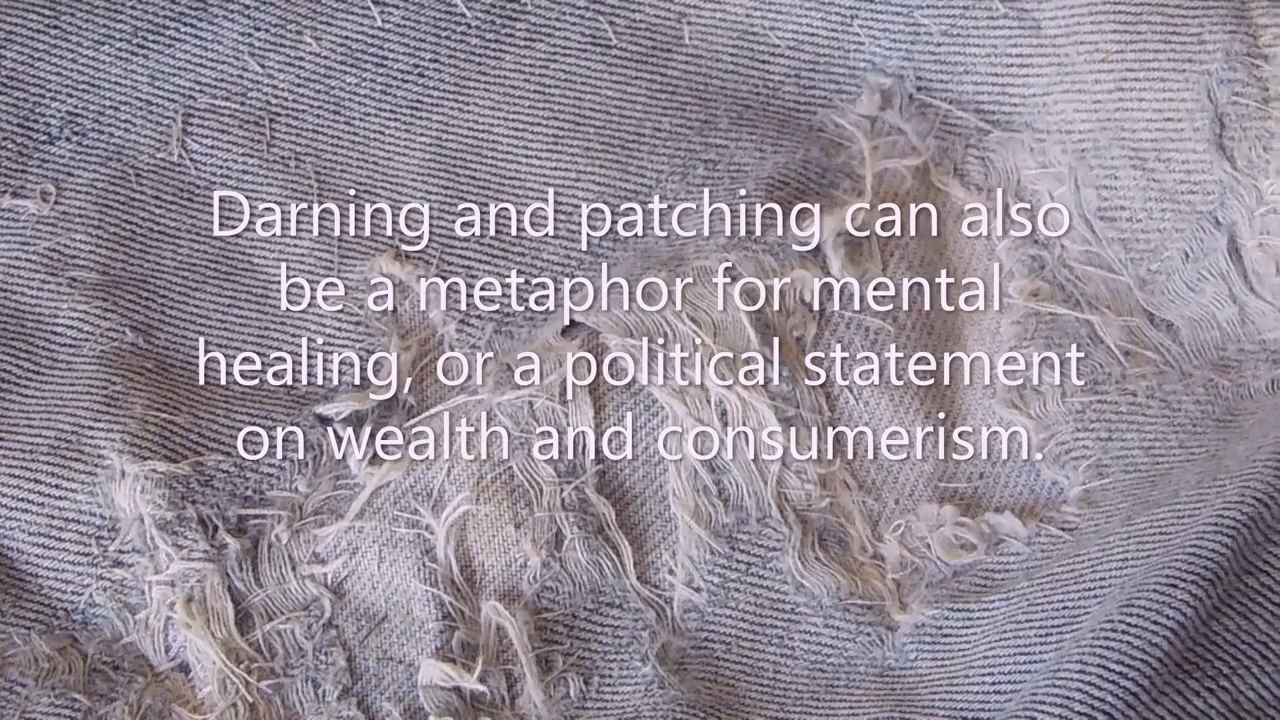 Darning and patching can also
be a metaphor for mental
healing, or a political statement
on wealth and consumerism.